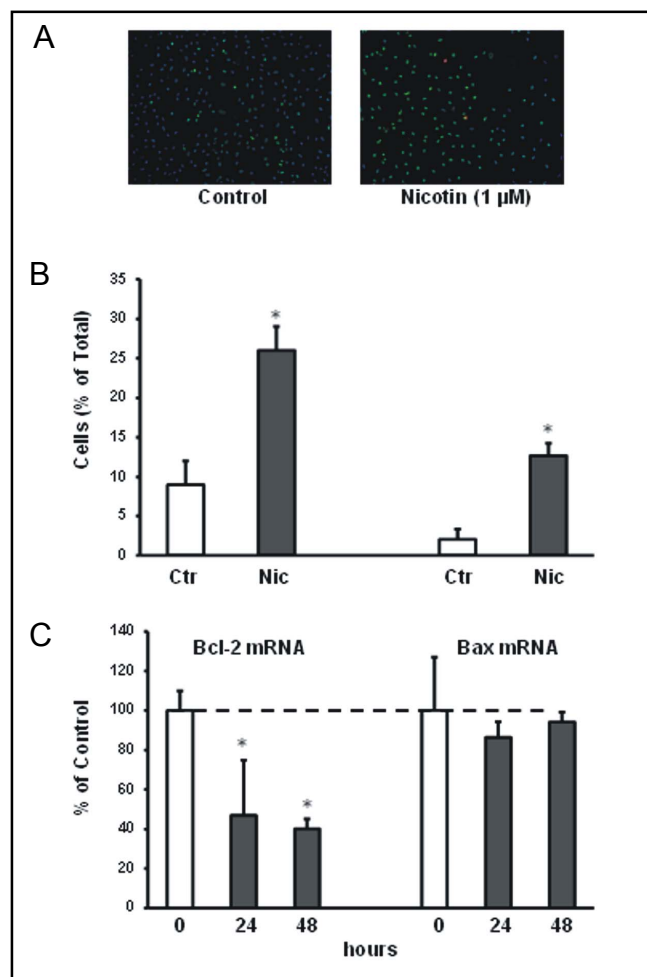 A
Control Nicotin (1 µM)
B
Cells (% of Total)
35
30
25
20
15
10
5
0
* *
Ctr Nic Ctr Nic
C
% of Control
140
120
100
80
60
40
20
0
Bcl-2 mRNA Bax mRNA
* *
0 24 48 0 24 48
hours